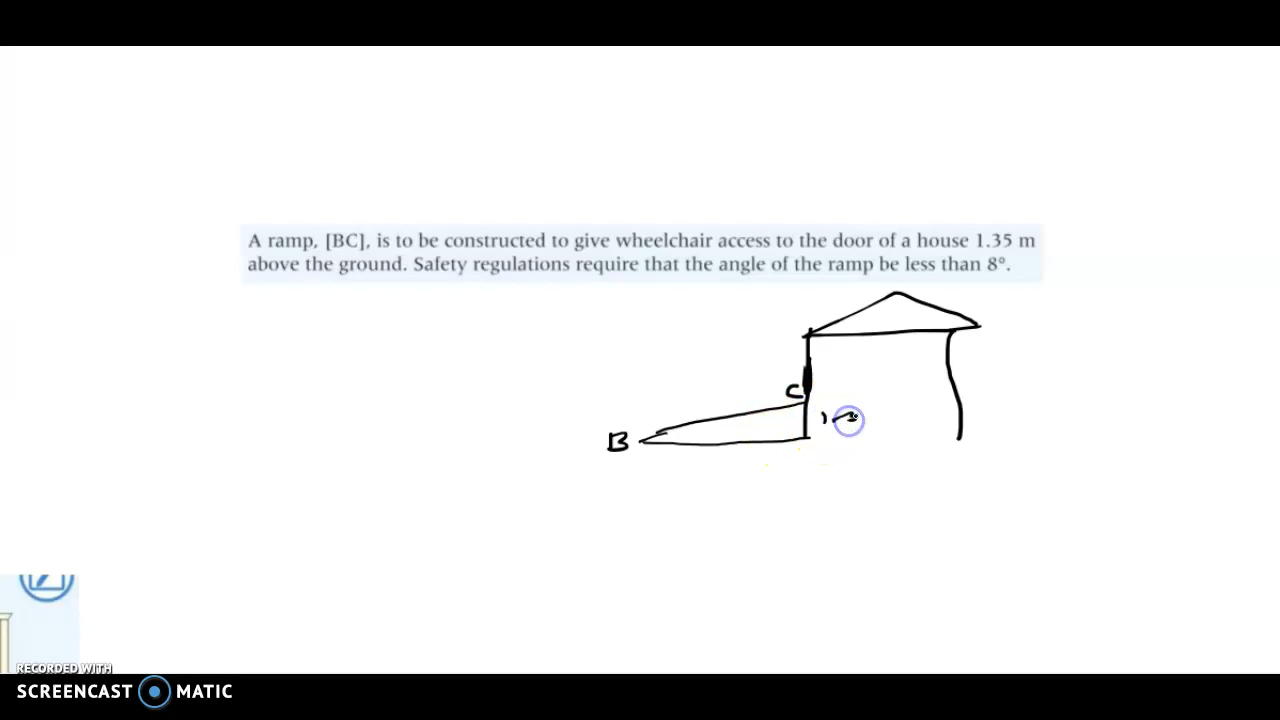 A ramp, [BC], is to be constructed to give wheelchair access to the door of a house 1.35 m
above the ground. Safety regulations require that the angle of the ramp be less than 8°.
C
B
RECORDED WITH
SCREENCAST MATIC